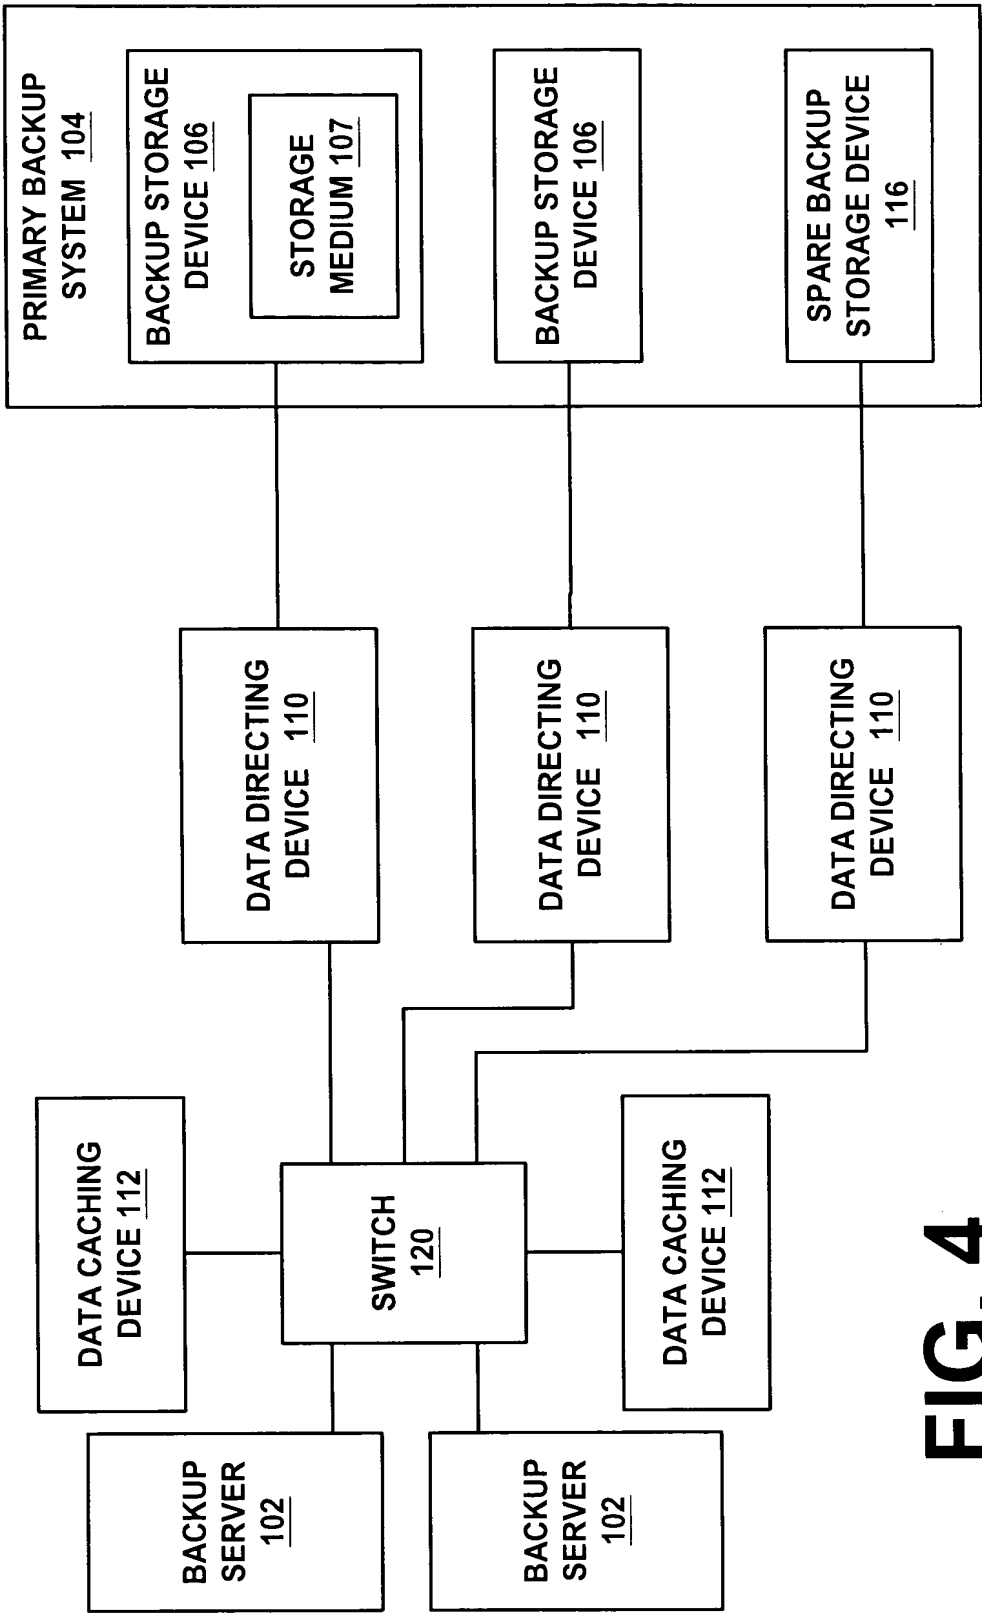 PRIMARY BACKUP
SYSTEM 104
BACKUP STORAGE
DEVICE 106
STORAGE
MEDIUM 107
BACKUP STORAGE
DEVICE 106
SPARE BACKUP
STORAGE DEVICE
116
DATA DIRECTING
DEVICE 110
DATA DIRECTING
DEVICE 110
DATA DIRECTING
DEVICE 110
DATA CACHING
DEVICE 112
SWITCH
120
DATA CACHING
DEVICE 112
BACKUP
SERVER
102
BACKUP
SERVER
102
FIG. 4